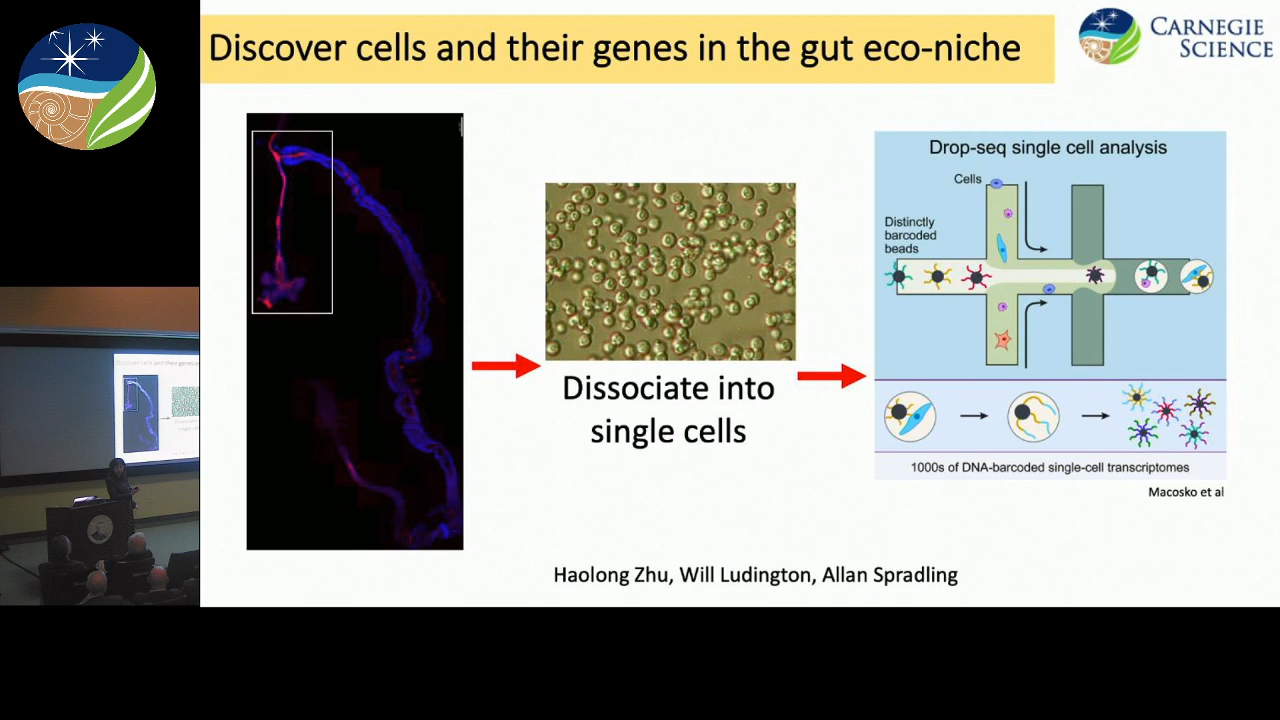 Discover cells and their genes in the gut eco-niche
CARNEGIE
SCIENCE
Drop-seq single cell analysis
Cells
Distinctly
barcoded
beads
Dissociate into
single cells
1000s of DNA-barcoded single-cell transcriptomes
Macosko et al
Haolong Zhu, Will Ludington, Allan Spradling